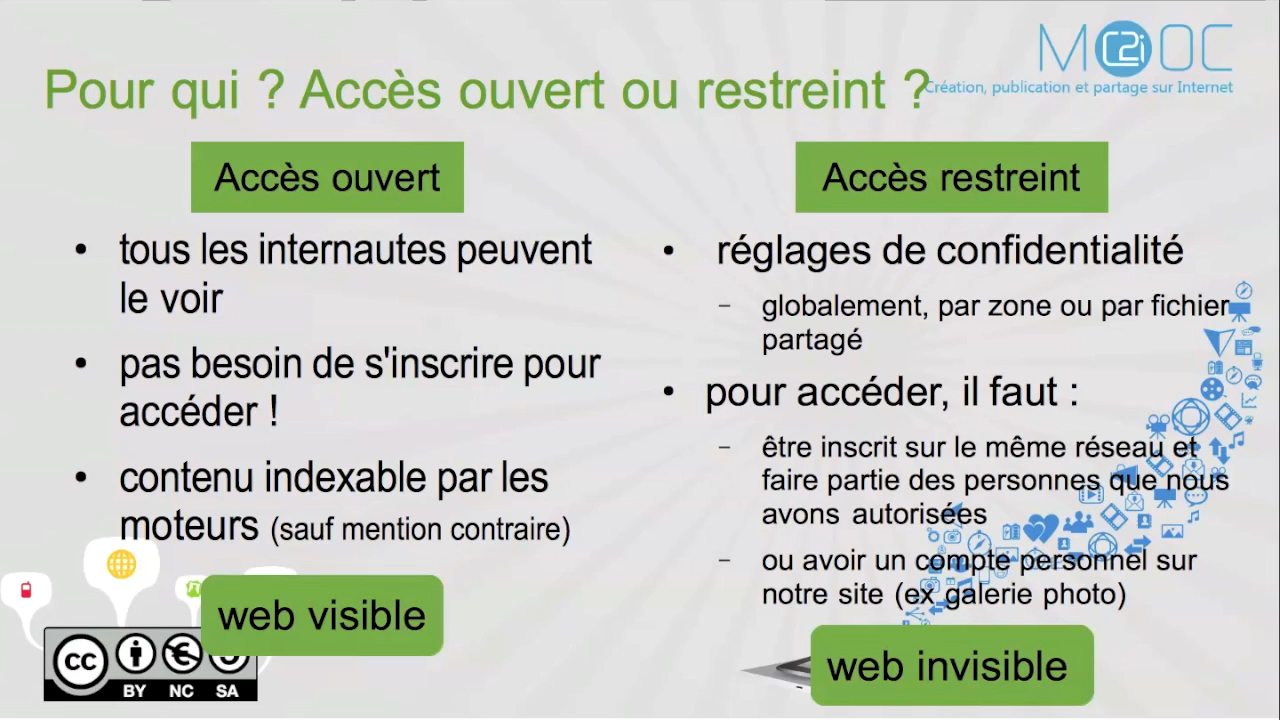 MOOC
C2i
Création, publication et partage sur Internet
Pour qui ? Accès ouvert ou restreint ?
Accès ouvert
• tous les internautes peuvent
le voir
• pas besoin de s'inscrire pour
accéder !
• contenu indexable par les
moteurs (sauf mention contraire)
web visible
Accès restreint
• réglages de confidentialité
– globalement, par zone ou par fichier
partagé
• pour accéder, il faut :
– être inscrit sur le même réseau et
faire partie des personnes que nous
avons autorisées
– ou avoir un compte personnel sur
notre site (ex galerie photo)
web invisible
cc
BY NC SA